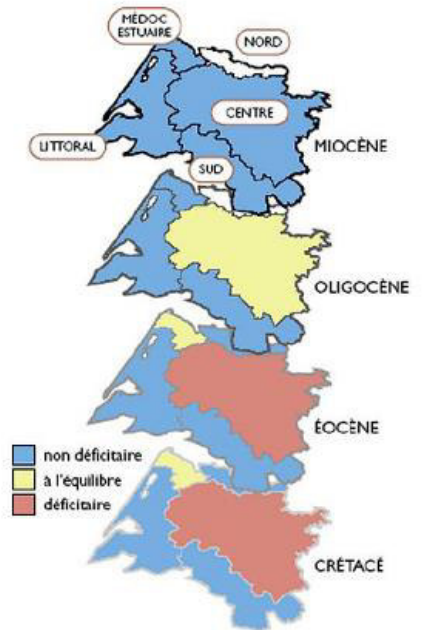 MÉDOC
ESTUAIRE
NORD
CENTRE
LITTORAL
MIOCÈNE
SUD
OLIGOCÈNE
ÉOCÈNE
non déficitaire
à l'équilibre
déficitaire
CRÉTACÉ